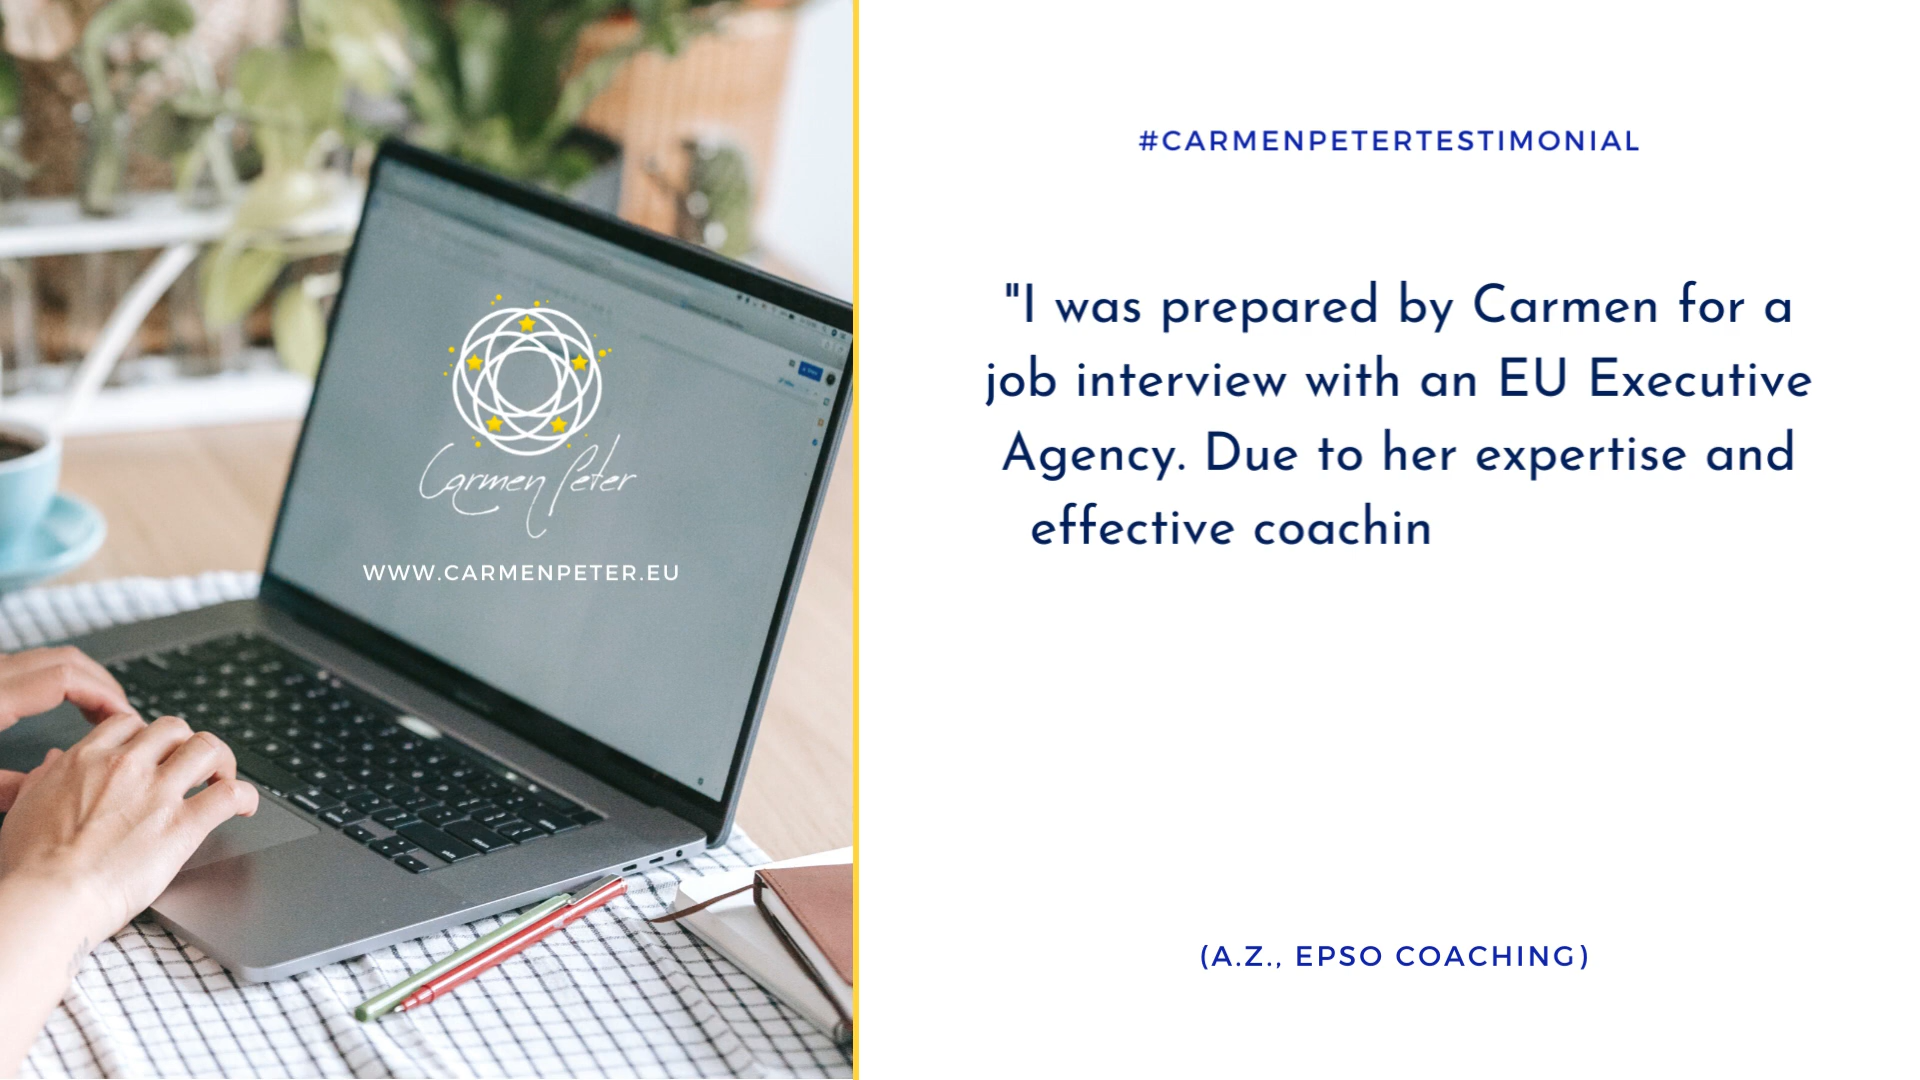 Carmen Peter
WWW.CARMENPETER.EU
#CARMENPETERTESTIMONIAL
"I was prepared by Carmen for a
job interview with an EU Executive
Agency. Due to her expertise and
effective coachin
(A.Z., EPSO COACHING)